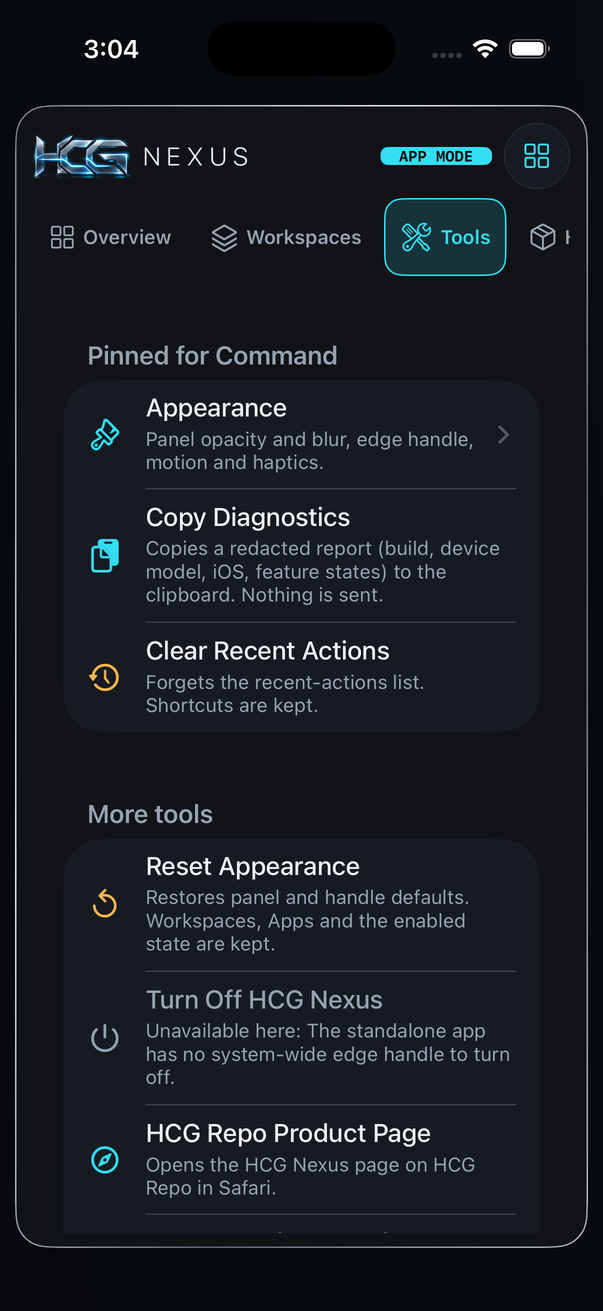 3:04
HCG NEXUS
APP MODE
Overview
Workspaces
Tools
Pinned for Command
Appearance
Panel opacity and blur, edge handle,
motion and haptics.
Copy Diagnostics
Copies a redacted report (build, device
model, iOS, feature states) to the
clipboard. Nothing is sent.
Clear Recent Actions
Forgets the recent-actions list.
Shortcuts are kept.
More tools
Reset Appearance
Restores panel and handle defaults.
Workspaces, Apps and the enabled
state are kept.
Turn Off HCG Nexus
Unavailable here: The standalone app
has no system-wide edge handle to turn
off.
HCG Repo Product Page
Opens the HCG Nexus page on HCG
Repo in Safari.